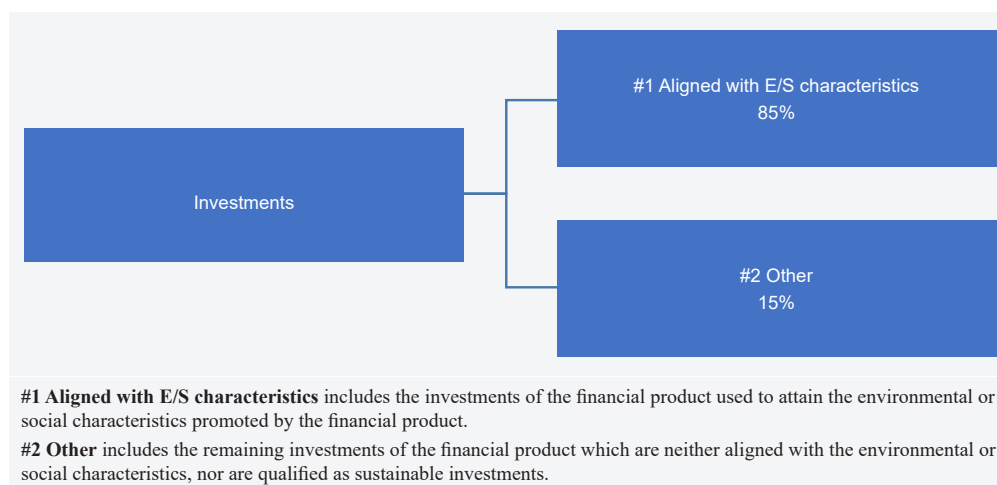 #1 Aligned with E/S characteristics
85%
Investments
#2 Other
15%
#1 Aligned with E/S characteristics includes the investments of the financial product used to attain the environmental or
social characteristics promoted by the financial product.
#2 Other includes the remaining investments of the financial product which are neither aligned with the environmental or
social characteristics, nor are qualified as sustainable investments.